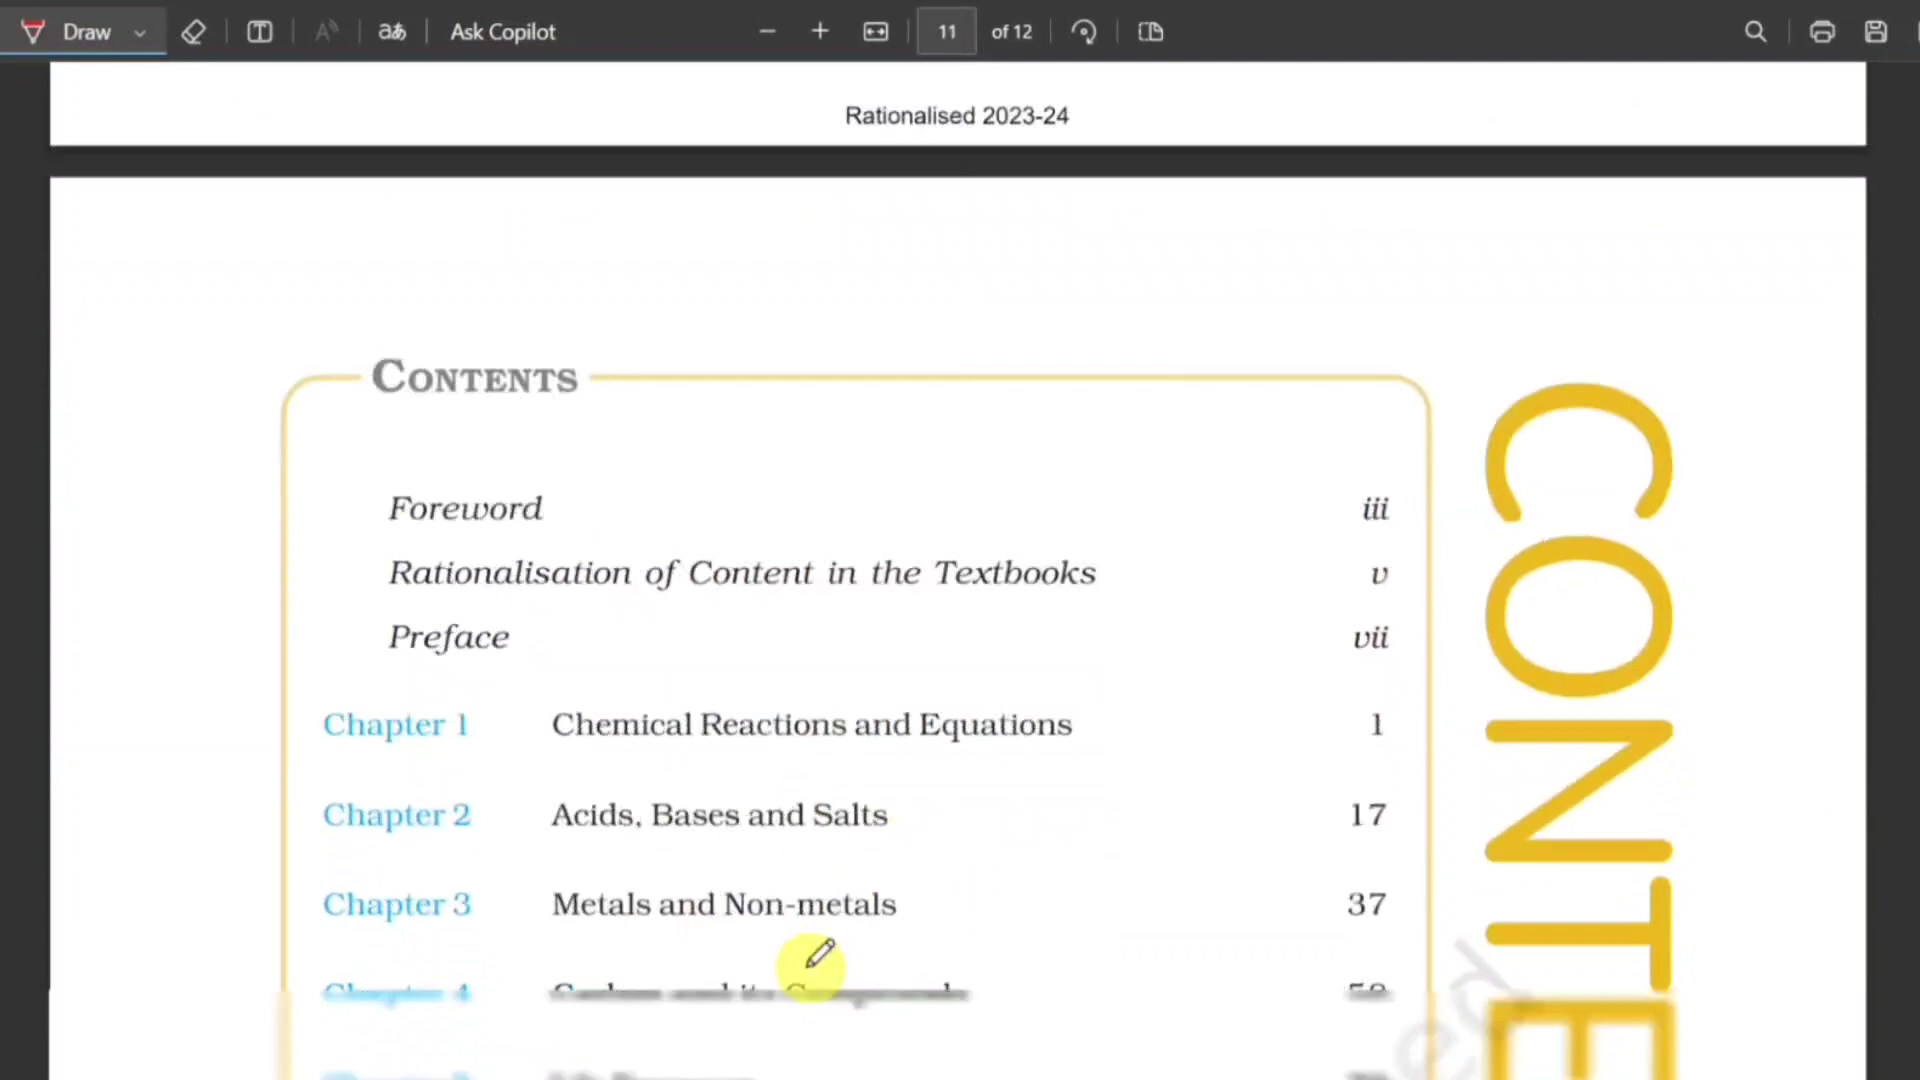 Draw Ask Copilot 11 of 12
Rationalised 2023-24
CONTENTS
Foreword iii
Rationalisation of Content in the Textbooks v
Preface vii
Chapter 1 Chemical Reactions and Equations 1
Chapter 2 Acids, Bases and Salts 17
Chapter 3 Metals and Non-metals 37
CONTE